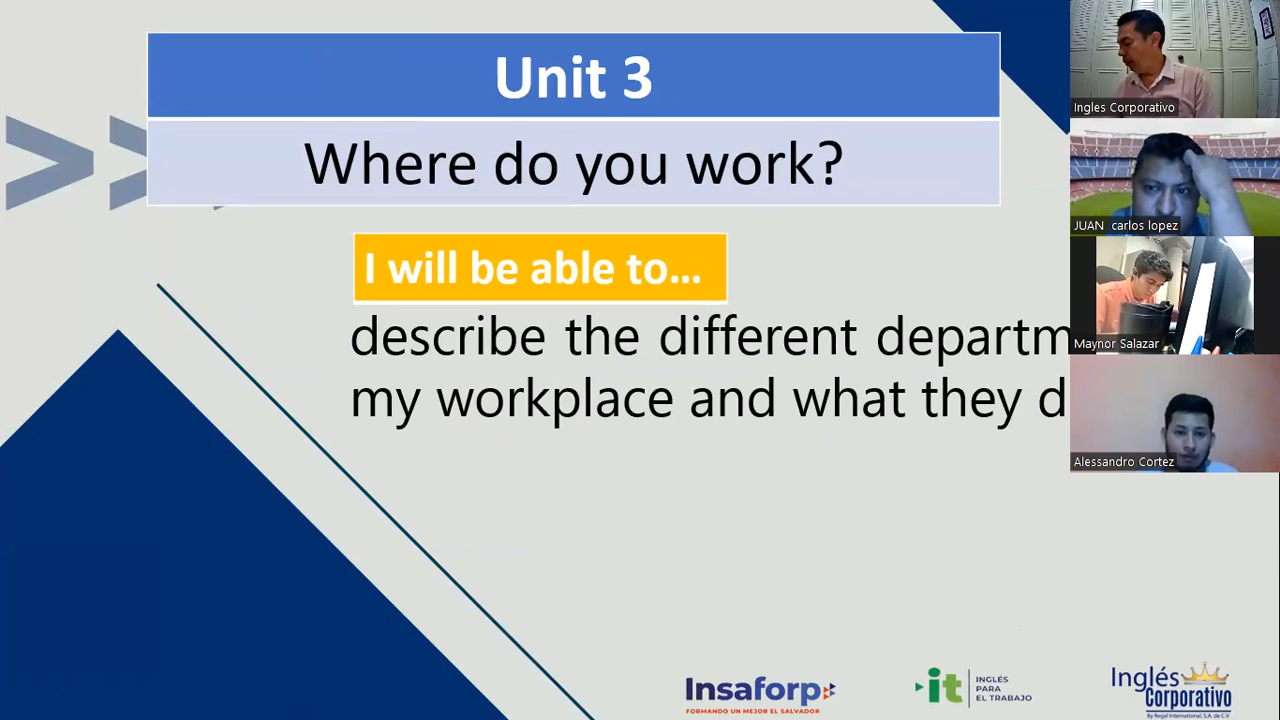 Unit 3
Where do you work?
I will be able to...
describe the different departm
my workplace and what they d
Ingles Corporativo
JUAN carlos lopez
Maynor Salazar
Alessandro Cortez
Insaforp
FORMANDO UN MEJOR EL SALVADOR
it
INGLÉS
PARA
EL TRABAJO
Inglés
Corporativo
By Regal International, S.A. de C.V.